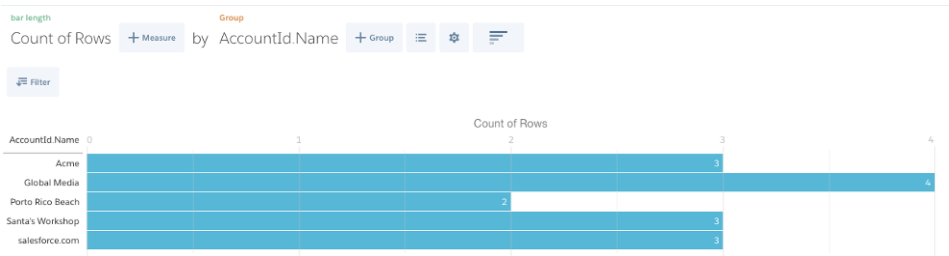 bar length Group
Count of Rows + Measure by AccountId.Name + Group
Filter
Count of Rows
AccountId.Name 0 1 2 3 4
Acme 3
Global Media 4
Porto Rico Beach 2
Santa's Workshop 3
salesforce.com 3